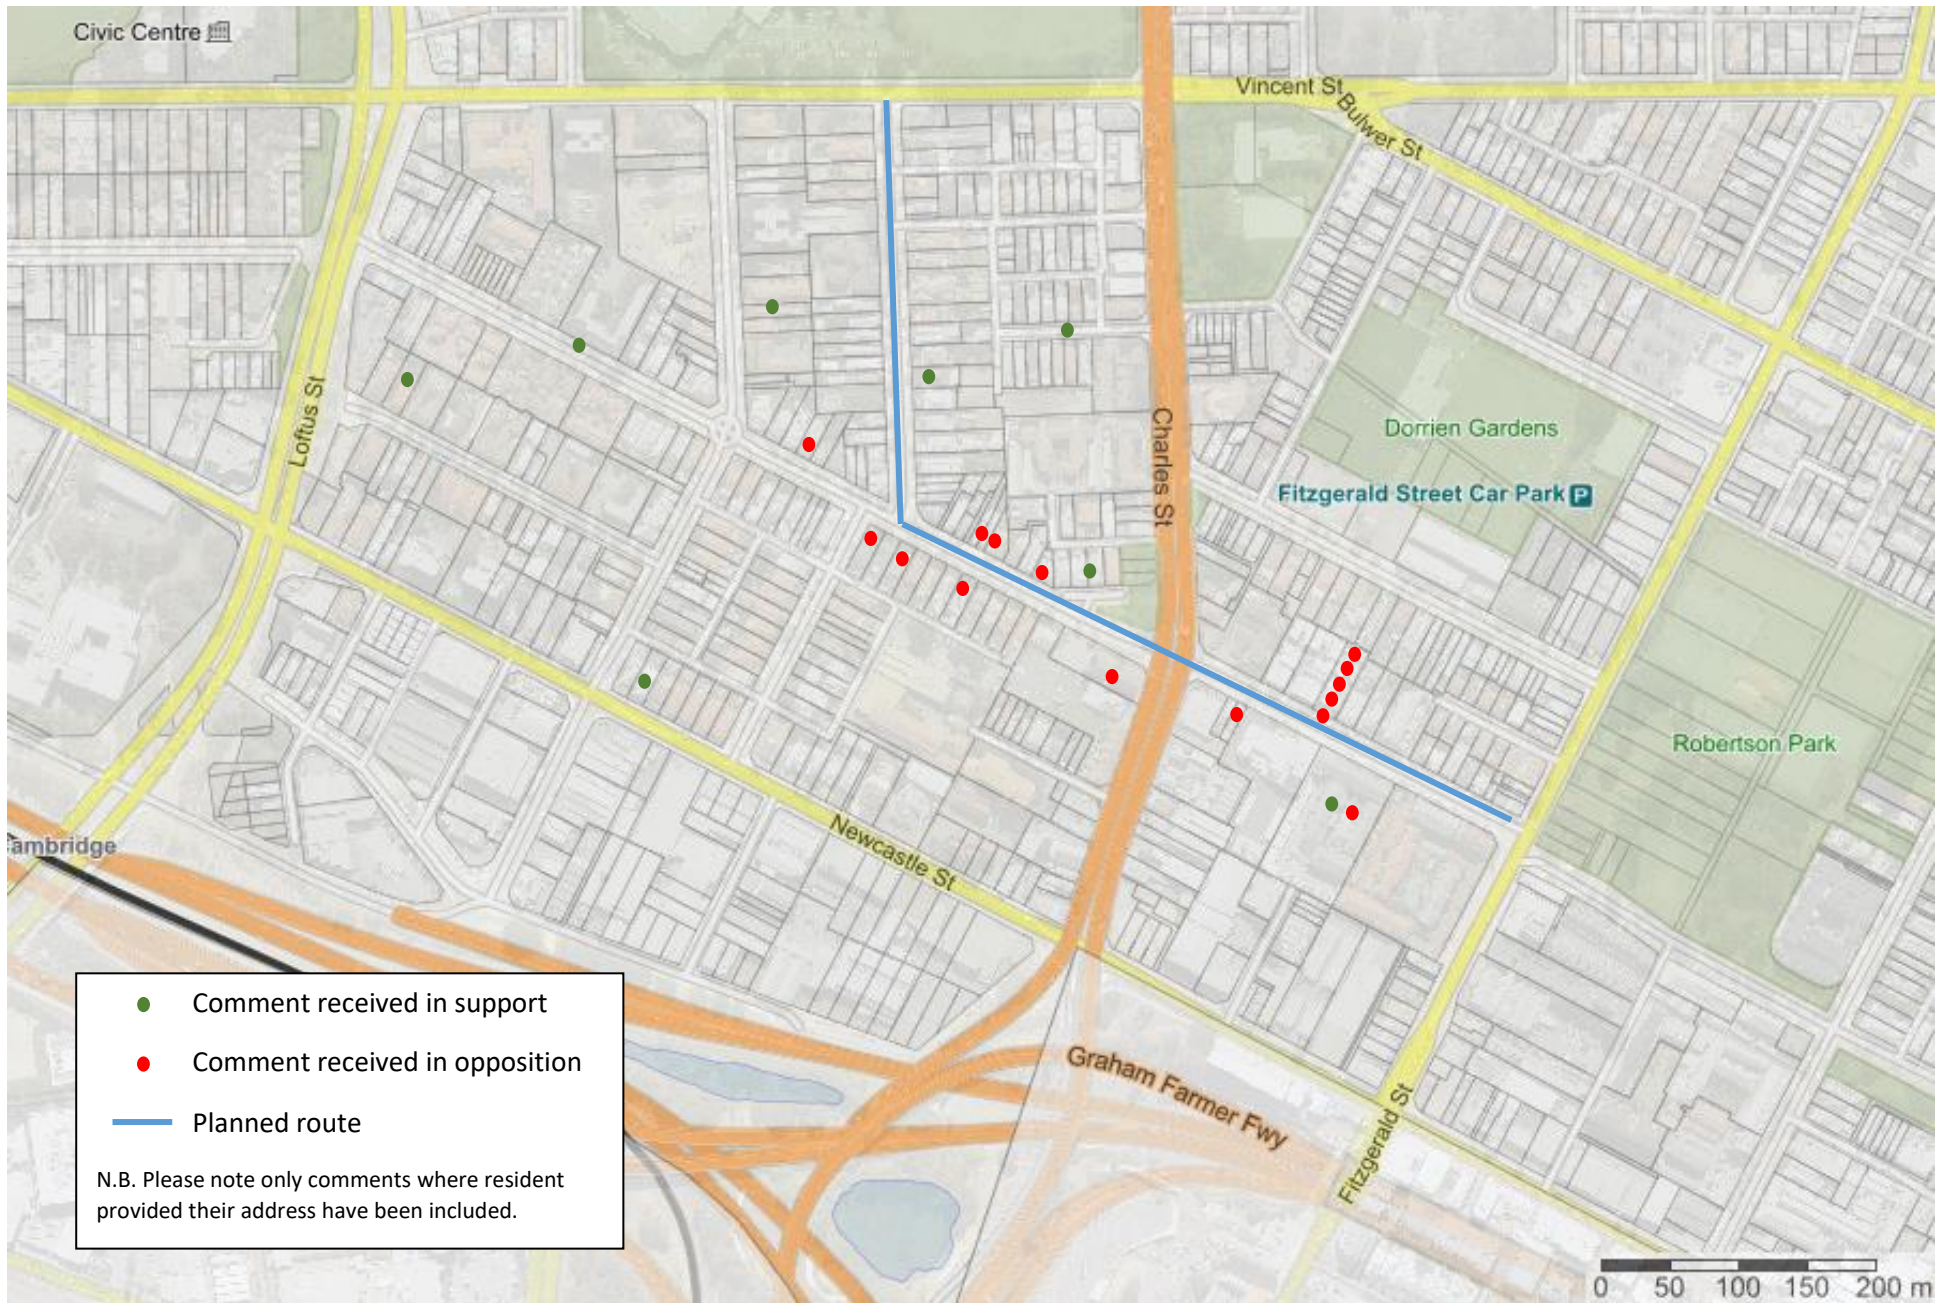 Civic Centre
Vincent St
Bulwer St
Loftus St
Charles St
Dorrien Gardens
Fitzgerald Street Car Park P
Robertson Park
Newcastle St
ambridge
Graham Farmer Fwy
Fitzgerald St
Comment received in support
Comment received in opposition
Planned route
N.B. Please note only comments where resident
provided their address have been included.
0 50 100 150 200 m